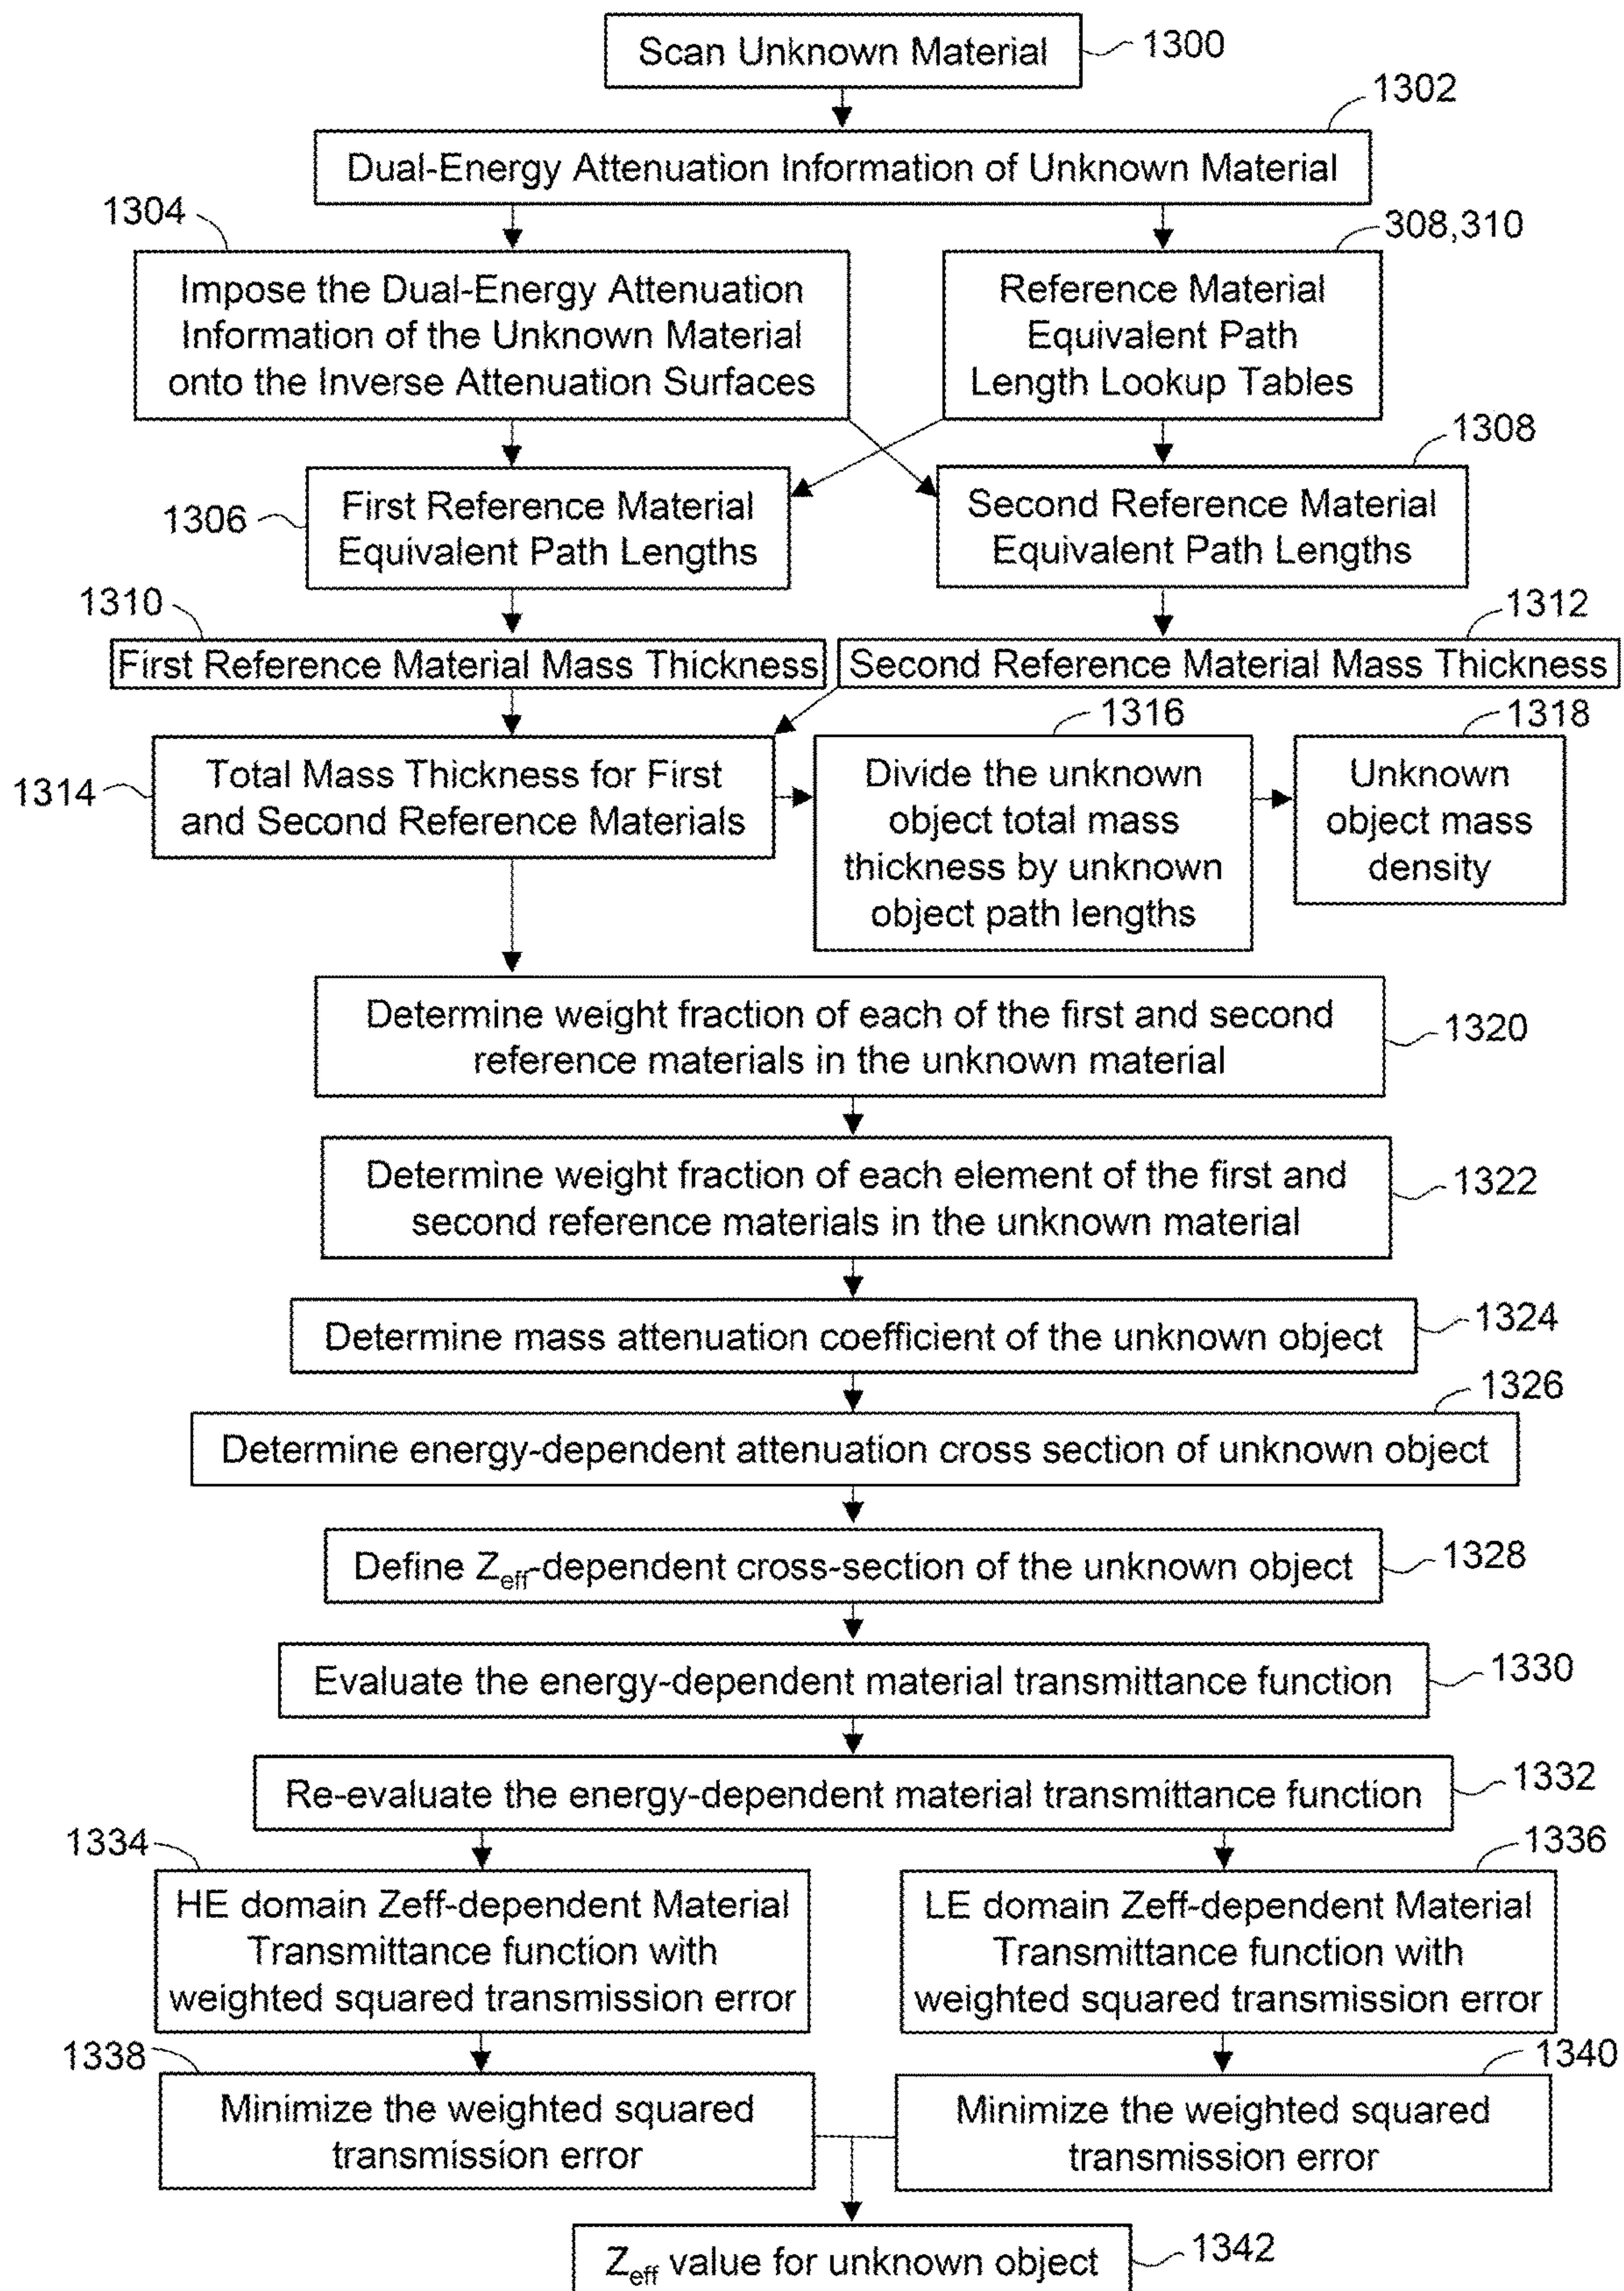 Scan Unknown Material
1300
1302
Dual-Energy Attenuation Information of Unknown Material
1304
308,310
Impose the Dual-Energy Attenuation
Information of the Unknown Material
onto the Inverse Attenuation Surfaces
Reference Material
Equivalent Path
Length Lookup Tables
1308
1306
First Reference Material
Equivalent Path Lengths
Second Reference Material
Equivalent Path Lengths
1310
1312
First Reference Material Mass Thickness
Second Reference Material Mass Thickness
1316
1318
1314
Total Mass Thickness for First
and Second Reference Materials
Divide the unknown
object total mass
thickness by unknown
object path lengths
Unknown
object mass
density
Determine weight fraction of each of the first and second
reference materials in the unknown material
1320
Determine weight fraction of each element of the first and
second reference materials in the unknown material
1322
Determine mass attenuation coefficient of the unknown object
1324
1326
Determine energy-dependent attenuation cross section of unknown object
Define Zeff-dependent cross-section of the unknown object
1328
Evaluate the energy-dependent material transmittance function
1330
Re-evaluate the energy-dependent material transmittance function
1332
1334
1336
HE domain Zeff-dependent Material
Transmittance function with
weighted squared transmission error
LE domain Zeff-dependent Material
Transmittance function with
weighted squared transmission error
1338
1340
Minimize the weighted squared
transmission error
Minimize the weighted squared
transmission error
Zeff value for unknown object
1342